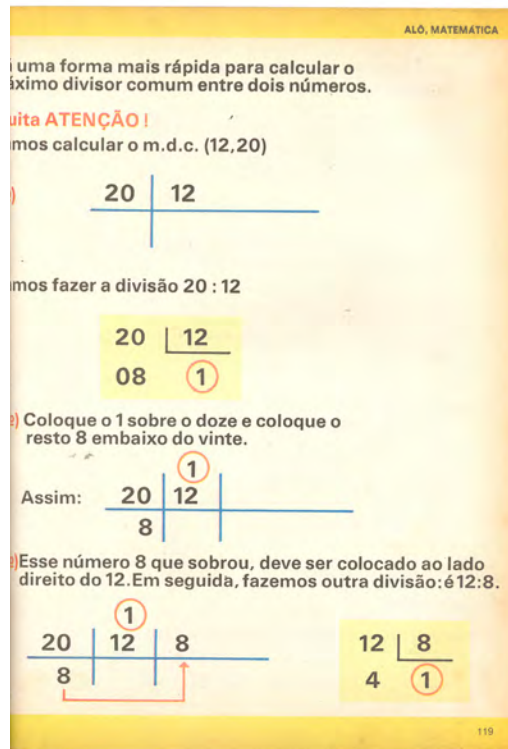 ALÔ, MATEMÁTICA
uma forma mais rápida para calcular o
ximo divisor comum entre dois números.
uita ATENÇÃO !
mos calcular o m.d.c. (12,20)
)
20 12
mos fazer a divisão 20 : 12
20 12
08 1
) Coloque o 1 sobre o doze e coloque o
resto 8 embaixo do vinte.
1
Assim: 20 12
8
)Esse número 8 que sobrou, deve ser colocado ao lado
direito do 12.Em seguida, fazemos outra divisão:é12:8.
1
20 12 8
8
12 8
4 1
119